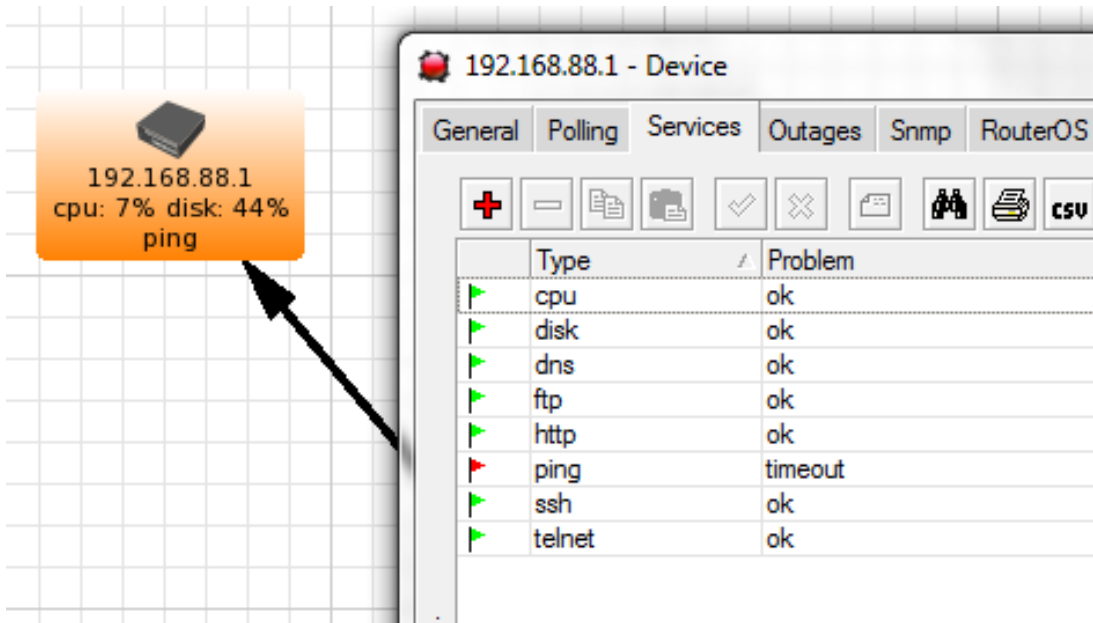 192.168.88.1
cpu: 7% disk: 44%
ping
192.168.88.1 - Device
General Polling Services Outages Snmp RouterOS
csv
Type Problem
cpu ok
disk ok
dns ok
ftp ok
http ok
ping timeout
ssh ok
telnet ok